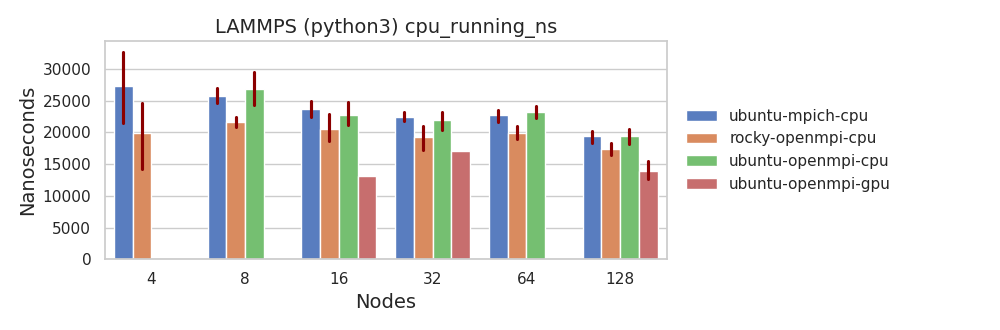 LAMMPS (python3) cpu_running_ns
Nanoseconds
30000
25000
20000
15000
10000
5000
0
4 8 16 32 64 128
Nodes
ubuntu-mpich-cpu
rocky-openmpi-cpu
ubuntu-openmpi-cpu
ubuntu-openmpi-gpu